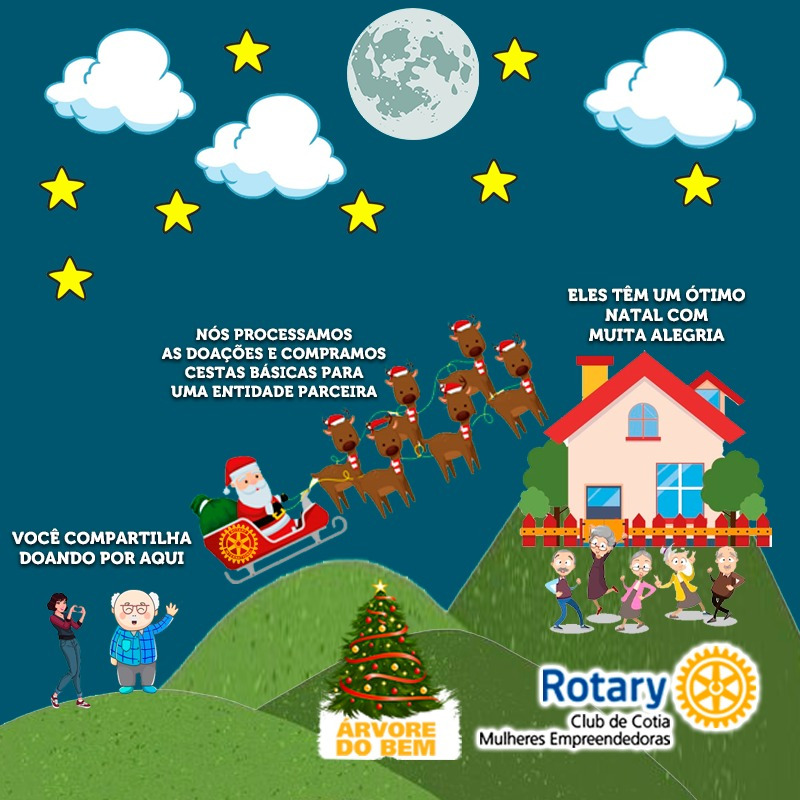 ELES TÊM UM ÓTIMO
NATAL COM
MUITA ALEGRIA
NÓS PROCESSAMOS
AS DOAÇÕES E COMPRAMOS
CESTAS BÁSICAS PARA
UMA ENTIDADE PARCEIRA
VOCÊ COMPARTILHA
DOANDO POR AQUI
ÁRVORE
DO BEM
Rotary
Club de Cotia
Mulheres Empreendedoras